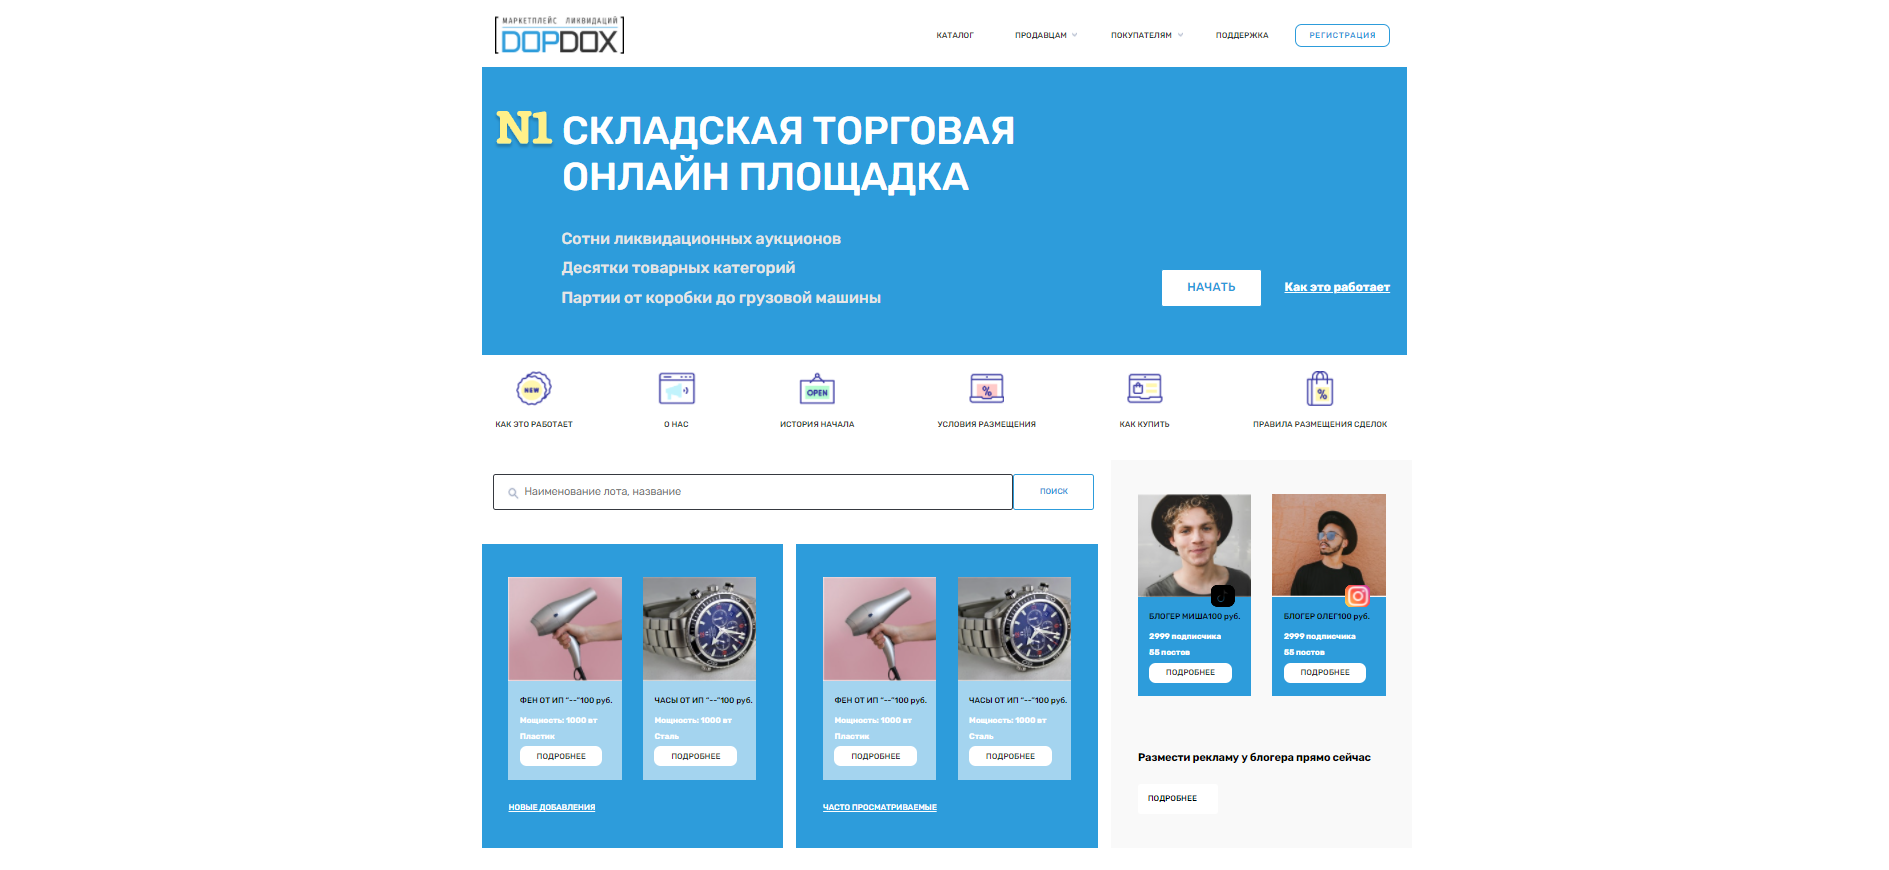 МАРКЕТПЛЕЙС ЛИКВИДАЦИЙ
DOPDOX
КАТАЛОГ
ПРОДАВЦАМ
ПОКУПАТЕЛЯМ
ПОДДЕРЖКА
РЕГИСТРАЦИЯ
N1 СКЛАДСКАЯ ТОРГОВАЯ
ОНЛАЙН ПЛОЩАДКА
Сотни ликвидационных аукционов
Десятки товарных категорий
Партии от коробки до грузовой машины
НАЧАТЬ
Как это работает
NEW
OPEN
%
%
КАК ЭТО РАБОТАЕТ
О НАС
ИСТОРИЯ НАЧАЛА
УСЛОВИЯ РАЗМЕЩЕНИЯ
КАК КУПИТЬ
ПРАВИЛА РАЗМЕЩЕНИЯ СДЕЛОК
Наименование лота, название
ПОИСК
ФЕН ОТ ИП "--"100 руб.
Мощность: 1000 вт
Пластик
ПОДРОБНЕЕ
ЧАСЫ ОТ ИП "--"100 руб.
Мощность: 1000 вт
Сталь
ПОДРОБНЕЕ
НОВЫЕ ДОБАВЛЕНИЯ
ФЕН ОТ ИП "--"100 руб.
Мощность: 1000 вт
Пластик
ПОДРОБНЕЕ
ЧАСЫ ОТ ИП "--"100 руб.
Мощность: 1000 вт
Сталь
ПОДРОБНЕЕ
ЧАСТО ПРОСМАТРИВАЕМЫЕ
БЛОГЕР МИША100 руб.
2999 подписчика
55 постов
ПОДРОБНЕЕ
БЛОГЕР ОЛЕГ100 руб.
2999 подписчика
55 постов
ПОДРОБНЕЕ
Размести рекламу у блогера прямо сейчас
ПОДРОБНЕЕ